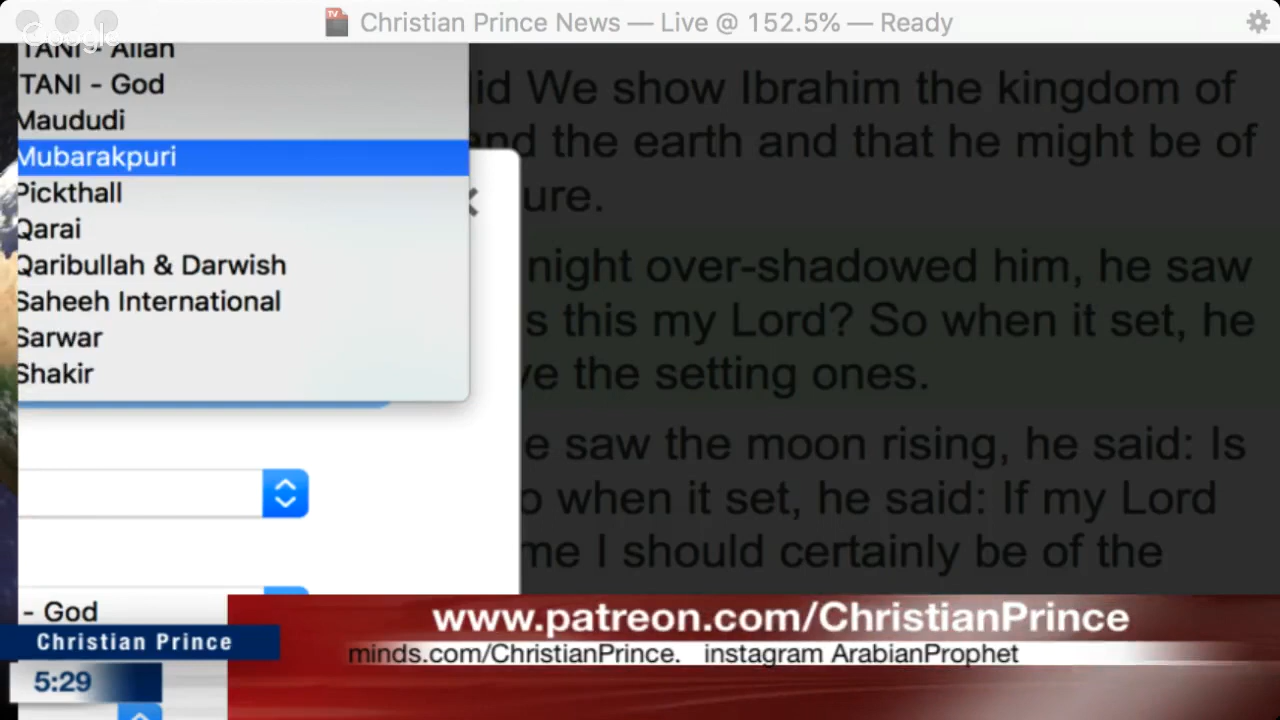 Christian Prince News — Live @ 152.5% — Ready
Google
TANI - Allah
TANI - God
Maududi
Mubarakpuri
Pickthall
Qarai
Qaribullah & Darwish
Saheeh International
Sarwar
Shakir
id We show Ibrahim the kingdom of
and the earth and that he might be of
ure.
night over-shadowed him, he saw
s this my Lord? So when it set, he
ve the setting ones.
e saw the moon rising, he said: Is
o when it set, he said: If my Lord
me I should certainly be of the
- God
www.patreon.com/ChristianPrince
Christian Prince
minds.com/ChristianPrince. instagram ArabianProphet
5:29